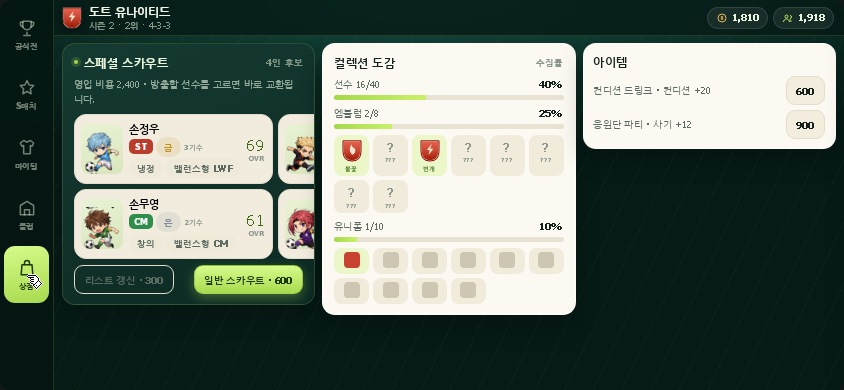 도트 유나이티드
시즌 2 · 2위 · 4-3-3
1,810
1,918
공식전
S매치
마이팀
클럽
상점
스페셜 스카우트
4인 후보
영입 비용 2,400 · 방출할 선수를 고르면 바로 교환됩니다.
손정우
ST 금 3기수
69
OVR
냉정 밸런스형 LWF
손무영
CM 은 2기수
61
OVR
창의 밸런스형 CM
리스트 갱신 · 300
일반 스카우트 · 600
컬렉션 도감
수집률
선수 16/40
40%
엠블럼 2/8
25%
불꽃
?
???
번개
?
???
?
???
?
???
?
???
?
???
유니폼 1/10
10%
아이템
컨디션 드링크 · 컨디션 +20
600
응원단 파티 · 사기 +12
900